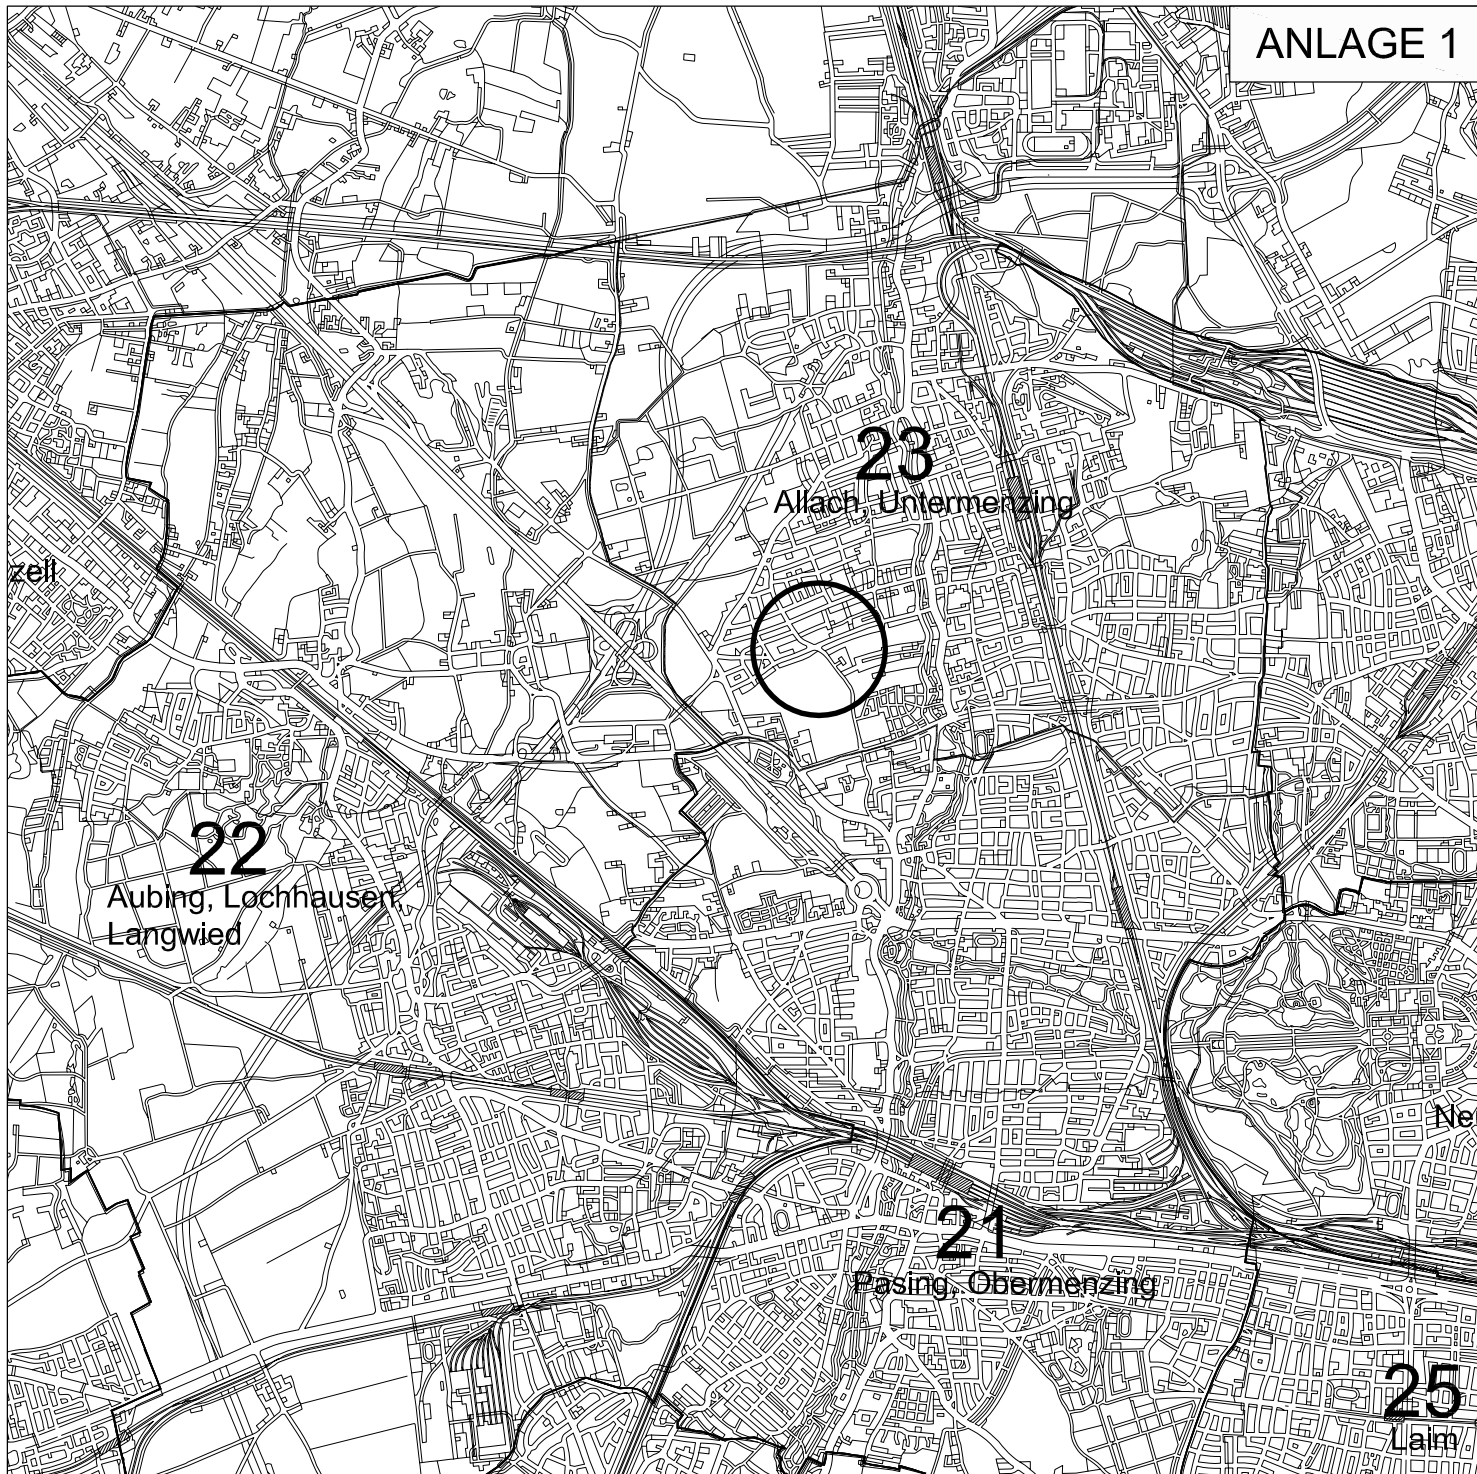 ANLAGE 1
23
Allach, Untermenzing
zell
22
Aubing, Lochhausen,
Langwied
Ne
21
Pasing, Obermenzing
25
Laim